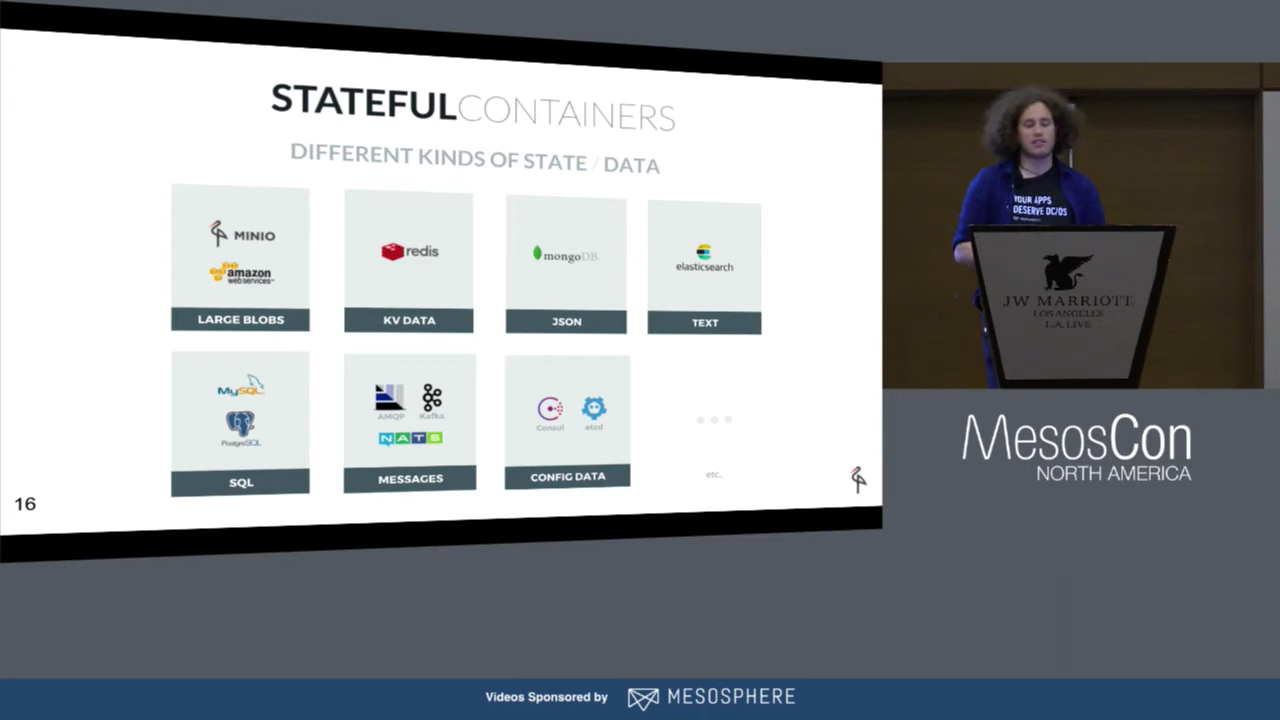 STATEFULCONTAINERS
DIFFERENT KINDS OF STATE / DATA
MINIO
amazon
webservices™
LARGE BLOBS
redis
KV DATA
mongoDB.
JSON
elasticsearch
TEXT
MySQL
PostgreSQL
SQL
AMQP
Kafka
NATS
MESSAGES
Consul
etcd
CONFIG DATA
etc..
16
YOUR APPS
DESERVE DC/OS
JW MARRIOTT
LOS ANGELES
L.A. LIVE
MesosCon
NORTH AMERICA
Videos Sponsored by
MESOSPHERE